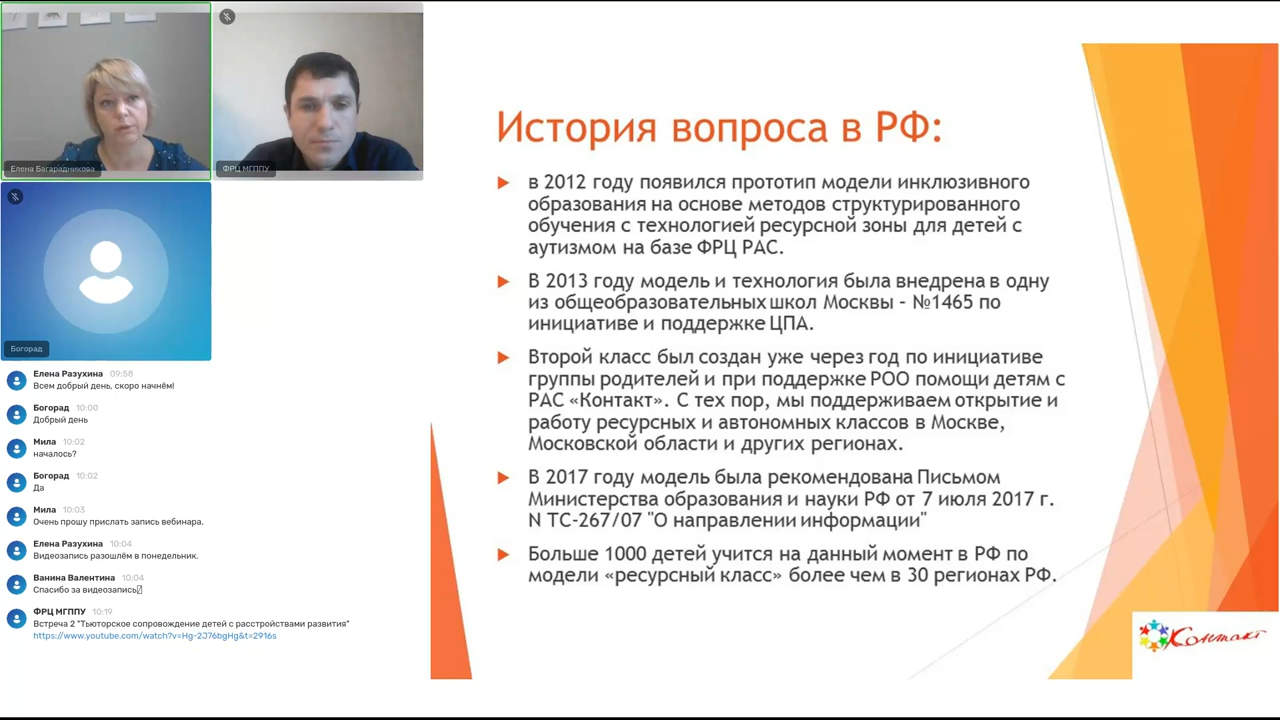 Елена Багарадникова
ФРЦ МГППУ
Богорад
Елена Разухина 09:58
Всем добрый день, скоро начнём!
Богорад 10:00
Добрый день
Мила 10:02
началось?
Богорад 10:02
Да
Мила 10:03
Очень прошу прислать запись вебинара.
Елена Разухина 10:04
Видеозапись разошлём в понедельник.
Ванина Валентина 10:04
Спасибо за видеозапись
ФРЦ МГППУ 10:19
Встреча 2 "Тьюторское сопровождение детей с расстройствами развития"
https://www.youtube.com/watch?v=Hg-2J76bgHg&t=2916s
История вопроса в РФ:
в 2012 году появился прототип модели инклюзивного
образования на основе методов структурированного
обучения с технологией ресурсной зоны для детей с
аутизмом на базе ФРЦ РАС.
В 2013 году модель и технология была внедрена в одну
из общеобразовательных школ Москвы - №1465 по
инициативе и поддержке ЦПА.
Второй класс был создан уже через год по инициативе
группы родителей и при поддержке РОО помощи детям с
РАС «Контакт». С тех пор, мы поддерживаем открытие и
работу ресурсных и автономных классов в Москве,
Московской области и других регионах.
В 2017 году модель была рекомендована Письмом
Министерства образования и науки РФ от 7 июля 2017 г.
N ТС-267/07 "О направлении информации"
Больше 1000 детей учится на данный момент в РФ по
модели «ресурсный класс» более чем в 30 регионах РФ.
Контакт